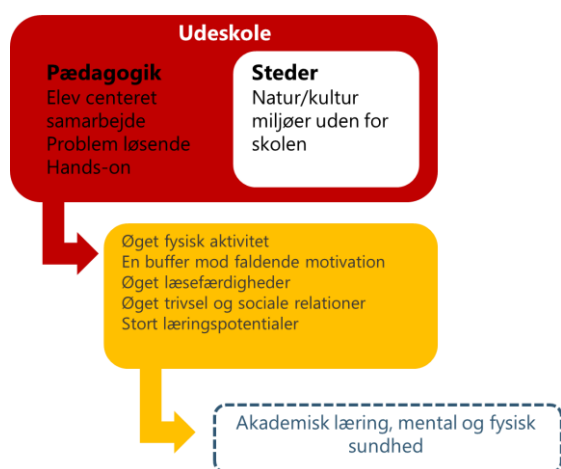 Udeskole
Pædagogik
Elev centeret
samarbejde
Problem løsende
Hands-on
Steder
Natur/kultur
miljøer uden for
skolen
Øget fysisk aktivitet
En buffer mod faldende motivation
Øget læsefærdigheder
Øget trivsel og sociale relationer
Stort læringspotentialer
Akademisk læring, mental og fysisk
sundhed